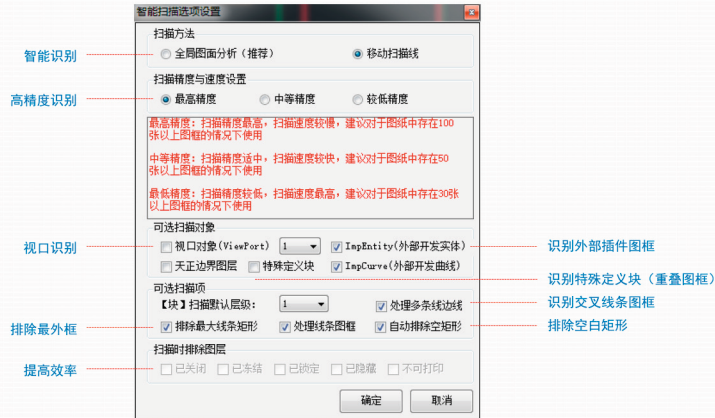 智能扫描选项设置
扫描方法
智能识别
全局图面分析（推荐）
移动扫描线
扫描精度与速度设置
高精度识别
最高精度
中等精度
较低精度
最高精度：扫描精度最高，扫描速度较慢，建议对于图纸中存在100
张以上图框的情况下使用
中等精度：扫描精度适中，扫描速度较快，建议对于图纸中存在50
张以上图框的情况下使用
最低精度：扫描精度较低，扫描速度最高，建议对于图纸中存在30张
以上图框的情况下使用
可选扫描对象
视口识别
视口对象(ViewPort)
1
ImpEntity(外部开发实体)
识别外部插件图框
天正边界图层
特殊定义块
ImpCurve(外部开发曲线)
识别特殊定义块（重叠图框）
可选扫描项
【块】扫描默认层级：
1
处理多条线边线
识别交叉线条图框
排除最外框
排除最大线条矩形
处理线条图框
自动排除空矩形
排除空白矩形
扫描时排除图层
提高效率
已关闭
已冻结
已锁定
已隐藏
不可打印
确定
取消